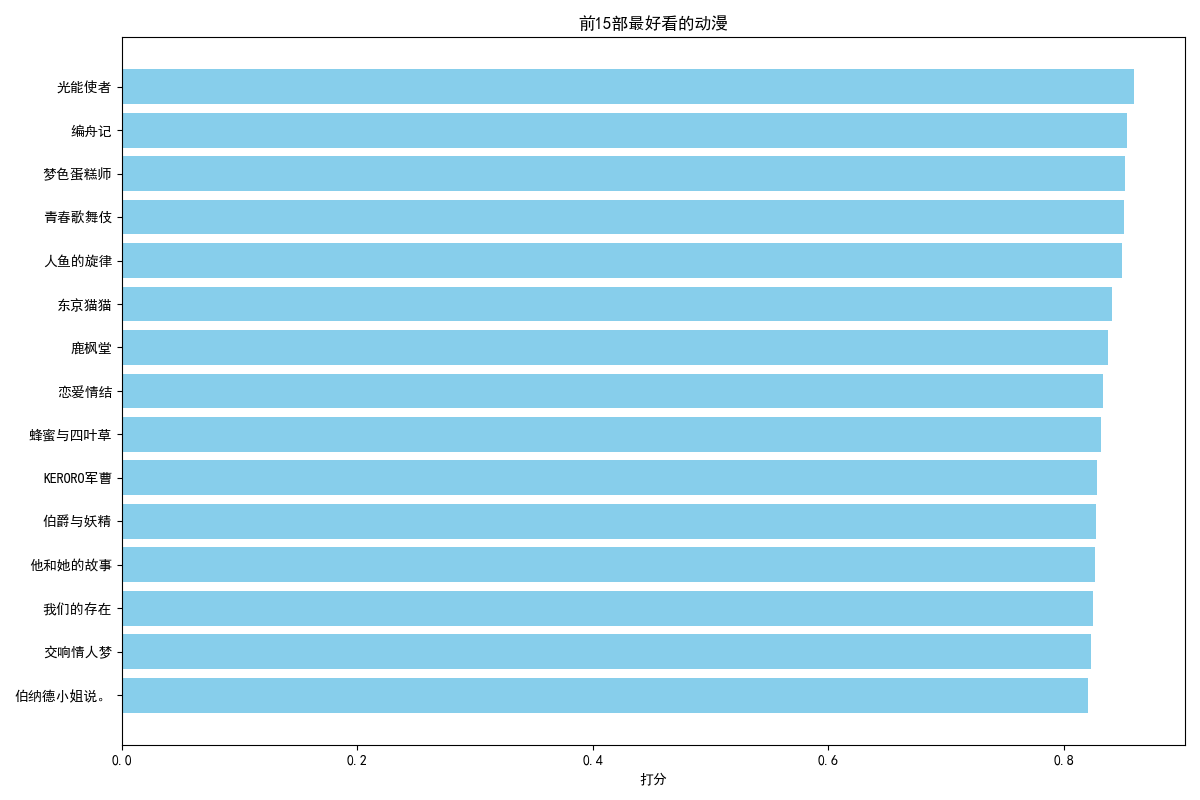 前15部最好看的动漫
光能使者
编舟记
梦色蛋糕师
青春歌舞伎
人鱼的旋律
东京猫猫
鹿枫堂
恋爱情结
蜂蜜与四叶草
KERORO军曹
伯爵与妖精
他和她的故事
我们的存在
交响情人梦
伯纳德小姐说。
0.0 0.2 0.4 0.6 0.8
打分